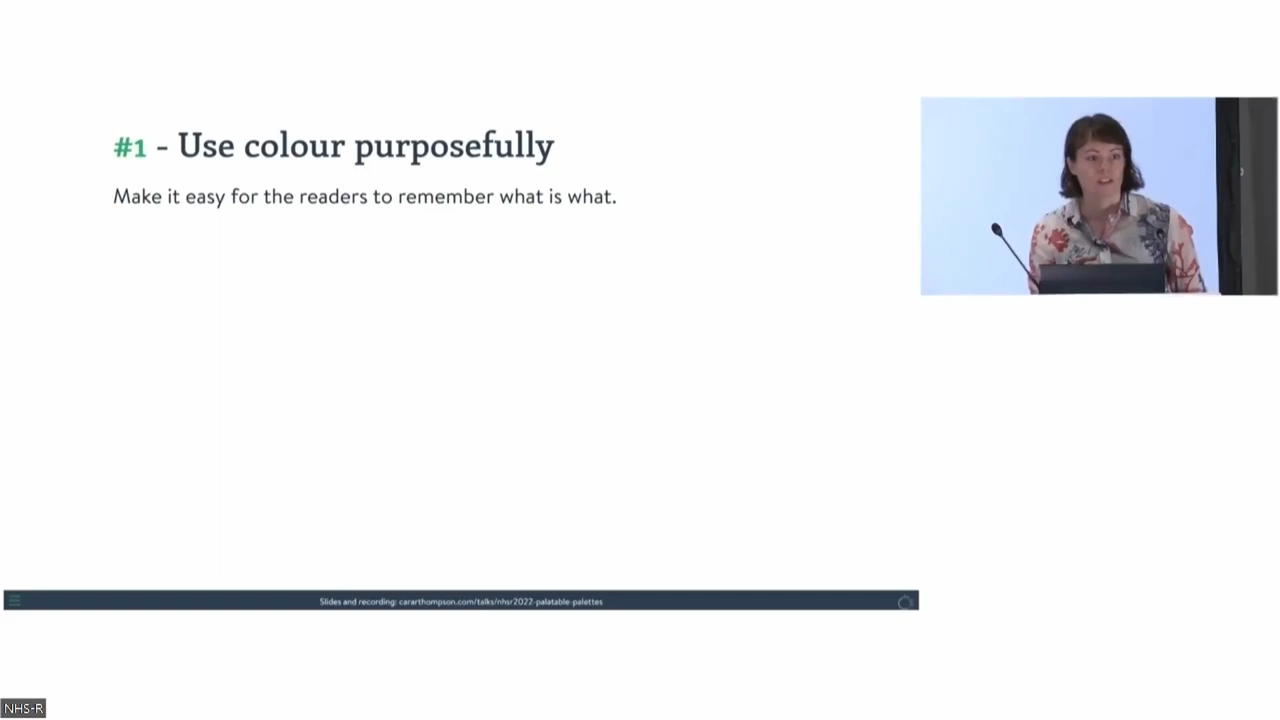 #1 - Use colour purposefully
Make it easy for the readers to remember what is what.
Slides and recording: cararthompson.com/talks/nhsr2022-palatable-palettes
NHS-R